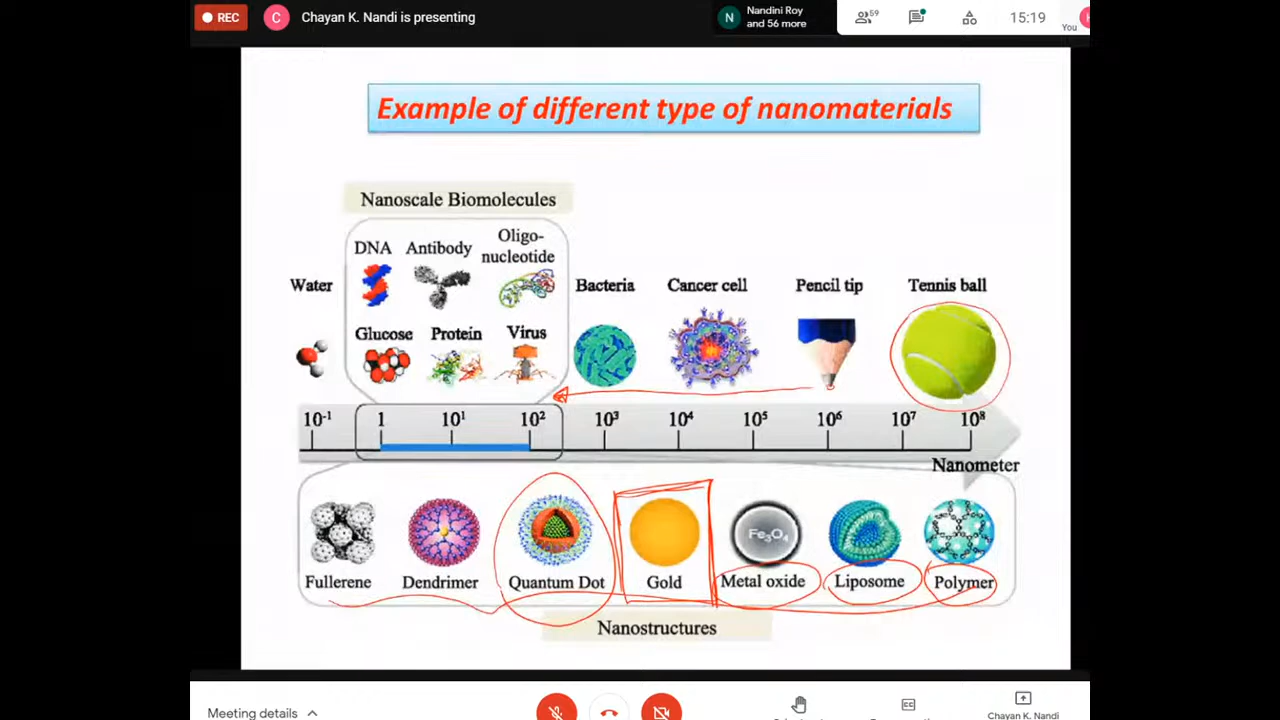 REC
C
Chayan K. Nandi is presenting
N
Nandini Roy
and 56 more
59
15:19
You
Example of different type of nanomaterials
Nanoscale Biomolecules
DNA
Antibody
Oligo-
nucleotide
Water
Glucose
Protein
Virus
Bacteria
Cancer cell
Pencil tip
Tennis ball
10⁻¹ 1 10¹ 10² 10³ 10⁴ 10⁵ 10⁶ 10⁷ 10⁸
Nanometer
Fe₃O₄
Fullerene
Dendrimer
Quantum Dot
Gold
Metal oxide
Liposome
Polymer
Nanostructures
Meeting details
Chayan K. Nandi